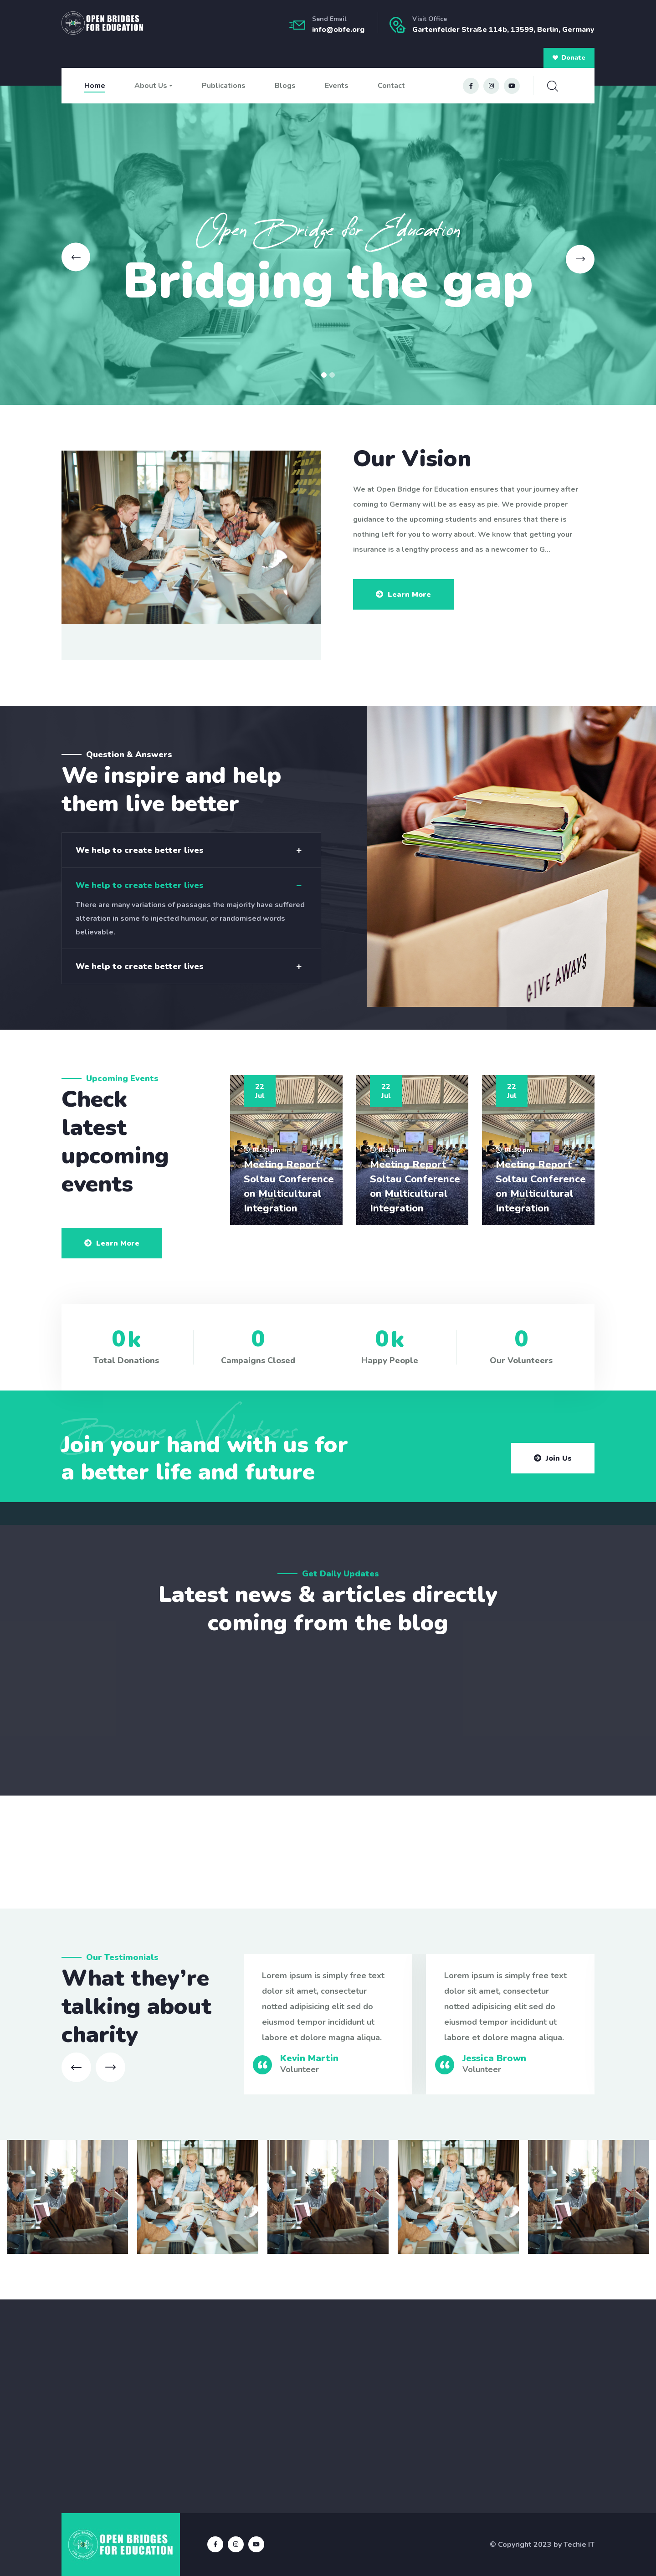 OPEN BRIDGES
FOR EDUCATION
Send Email
info@obfe.org
Visit Office
Gartenfelder Straße 114b, 13599, Berlin, Germany
Donate
Home
About Us
Publications
Blogs
Events
Contact
Open Bridge for Education
Bridging the gap
Our Vision
We at Open Bridge for Education ensures that your journey after
coming to Germany will be as easy as pie. We provide proper
guidance to the upcoming students and ensures that there is
nothing left for you to worry about. We know that getting your
insurance is a lengthy process and as a newcomer to G...
Learn More
Question & Answers
We inspire and help
them live better
We help to create better lives +
We help to create better lives –
There are many variations of passages the majority have suffered
alteration in some fo injected humour, or randomised words
believable.
We help to create better lives +
GIVE AWAYS
Upcoming Events
Check
latest
upcoming
events
Learn More
22
Jul
Meeting Report
Soltau Conference
on Multicultural
Integration
22
Jul
Meeting Report
Soltau Conference
on Multicultural
Integration
22
Jul
Meeting Report
Soltau Conference
on Multicultural
Integration
0k
Total Donations
0
Campaigns Closed
0k
Happy People
0
Our Volunteers
Become a Volunteers
Join your hand with us for
a better life and future
Join Us
Get Daily Updates
Latest news & articles directly
coming from the blog
Our Testimonials
What they’re
talking about
charity
Lorem ipsum is simply free text
dolor sit amet, consectetur
notted adipisicing elit sed do
eiusmod tempor incididunt ut
labore et dolore magna aliqua.
Kevin Martin
Volunteer
Lorem ipsum is simply free text
dolor sit amet, consectetur
notted adipisicing elit sed do
eiusmod tempor incididunt ut
labore et dolore magna aliqua.
Jessica Brown
Volunteer
OPEN BRIDGES
FOR EDUCATION
© Copyright 2023 by Techie IT